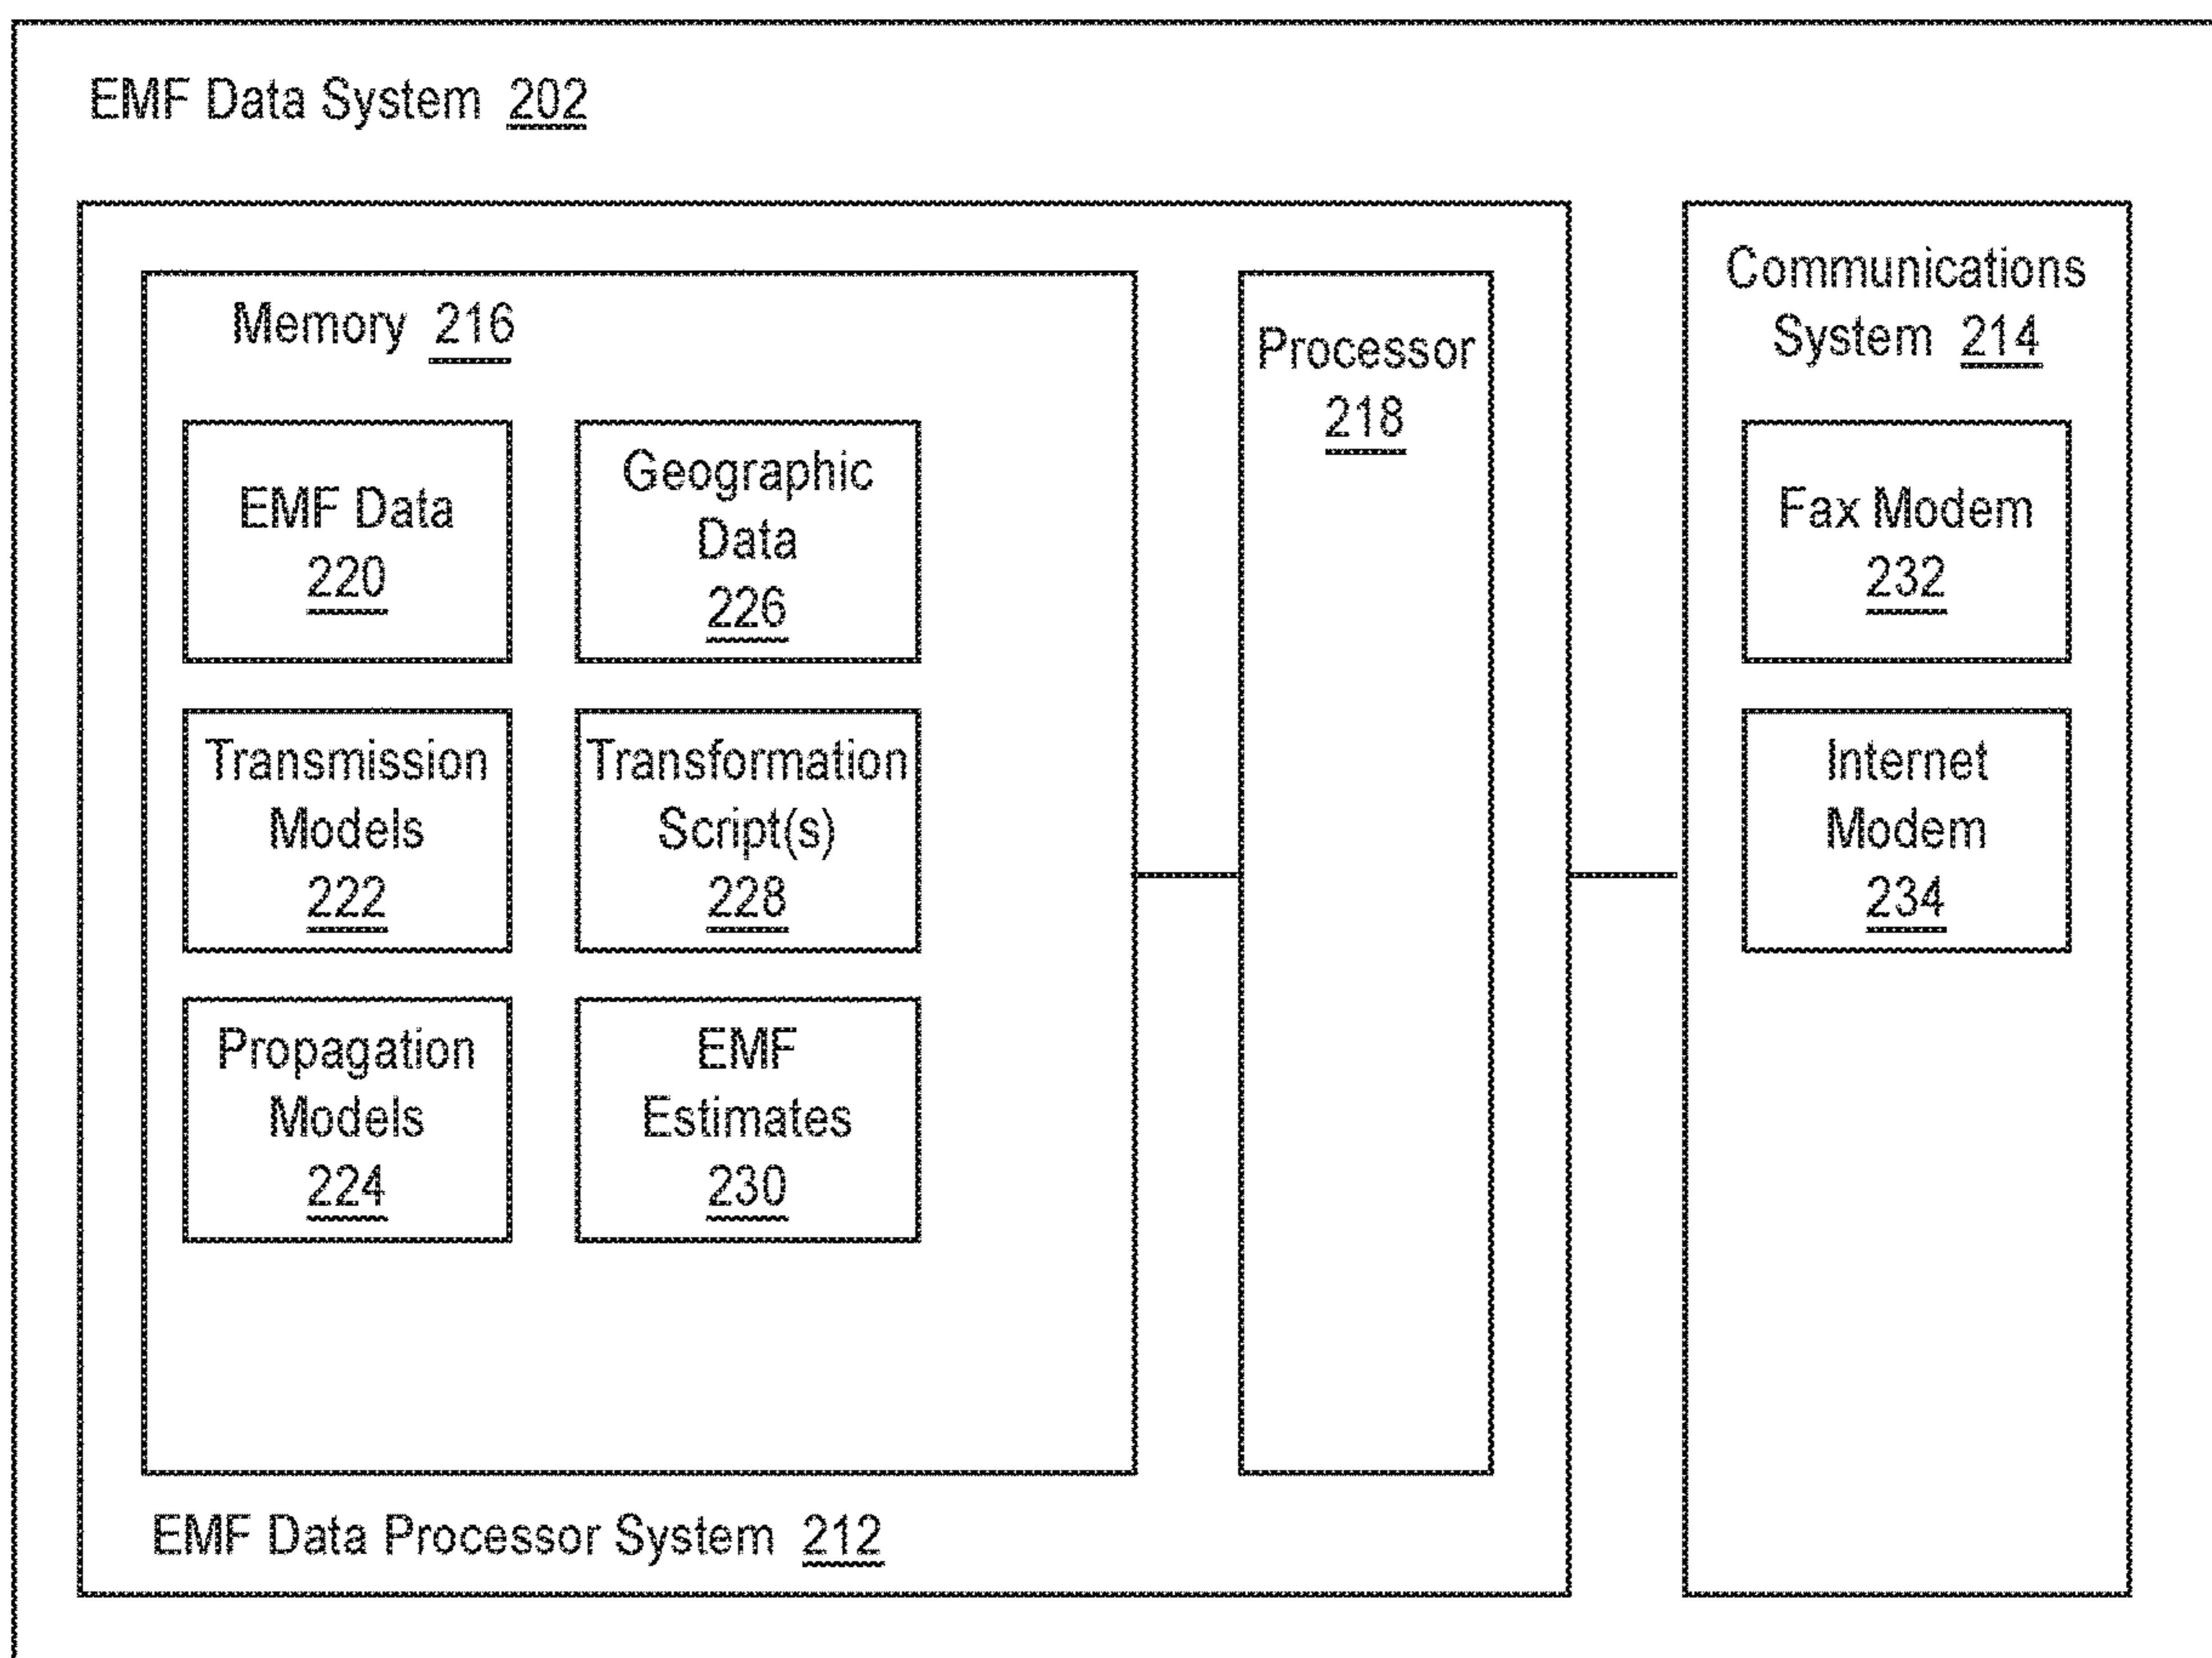 EMF Data System 202
Memory 216
EMF Data
220
Geographic
Data
226
Transmission
Models
222
Transformation
Script(s)
228
Propagation
Models
224
EMF
Estimates
230
Processor
218
EMF Data Processor System 212
Communications
System 214
Fax Modem
232
Internet
Modem
234